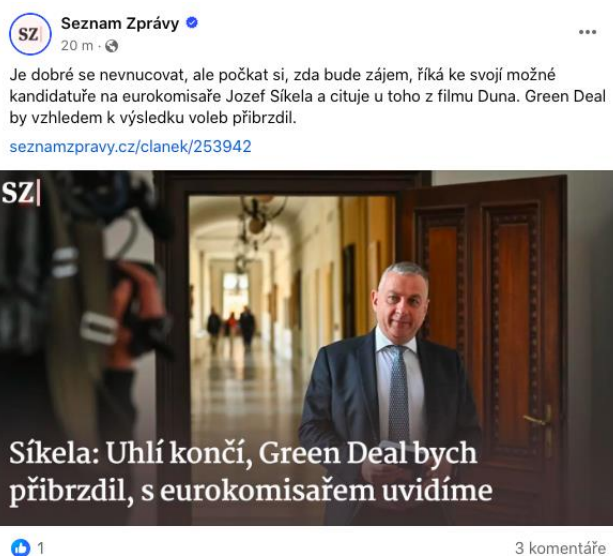 SZ
Seznam Zprávy
20 m ·
Je dobré se nevnucovat, ale počkat si, zda bude zájem, říká ke svojí možné
kandidatuře na eurokomisaře Jozef Síkela a cituje u toho z filmu Duna. Green Deal
by vzhledem k výsledku voleb přibrzdil.
seznamzpravy.cz/clanek/253942
SZ
Síkela: Uhlí končí, Green Deal bych
přibrzdil, s eurokomisařem uvidíme
1
3 komentáře